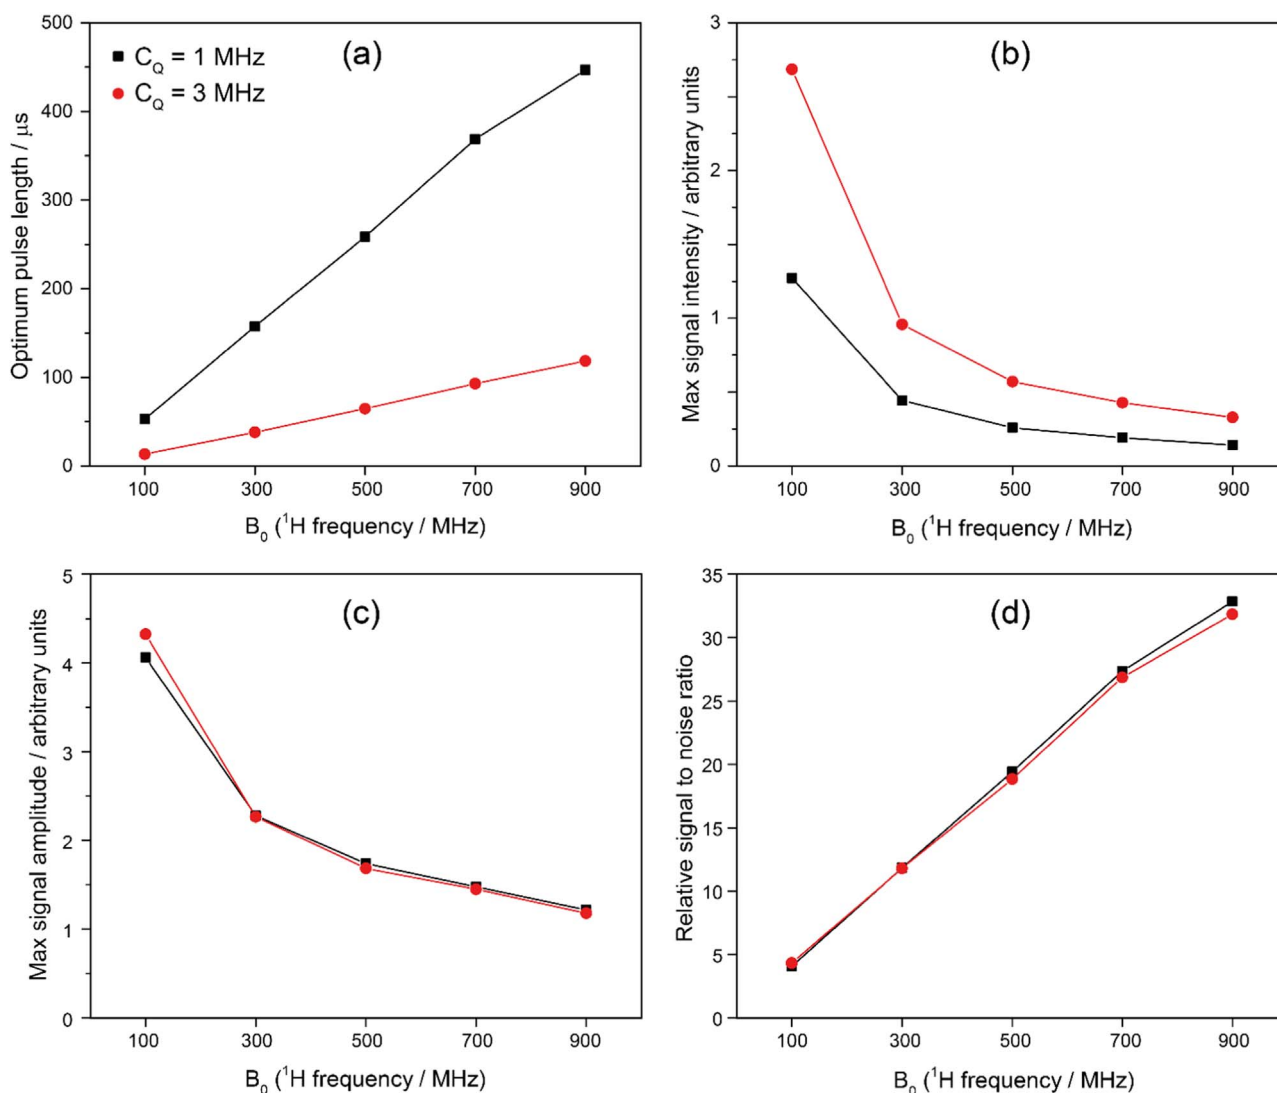 (a)
C_Q = 1 MHz
C_Q = 3 MHz
Optimum pulse length / μs
500
400
300
200
100
0
100 300 500 700 900
B₀ (¹H frequency / MHz)
(b)
Max signal intensity / arbitrary units
3
2
1
0
100 300 500 700 900
B₀ (¹H frequency / MHz)
(c)
Max signal amplitude / arbitrary units
5
4
3
2
1
0
100 300 500 700 900
B₀ (¹H frequency / MHz)
(d)
Relative signal to noise ratio
35
30
25
20
15
10
5
0
100 300 500 700 900
B₀ (¹H frequency / MHz)